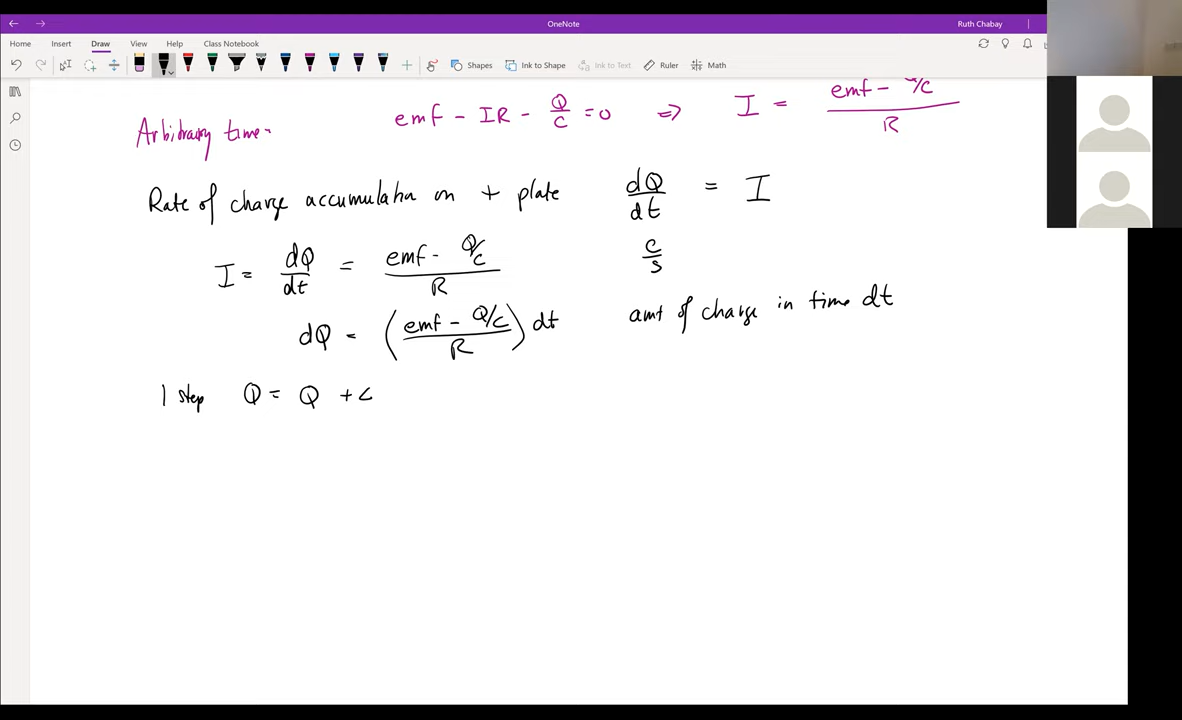 OneNote
Ruth Chabay
Home Insert Draw View Help Class Notebook
Shapes Ink to Shape Ink to Text Ruler Math
Arbitrary time-
emf - IR - Q/C = 0 ⇒ I = (emf - Q/C)/R
Rate of charge accumulation on + plate dQ/dt = I
I = dQ/dt = (emf - Q/C)/R
C/s
dQ = ((emf - Q/C)/R) dt
amt of charge in time dt
1 step Q = Q +